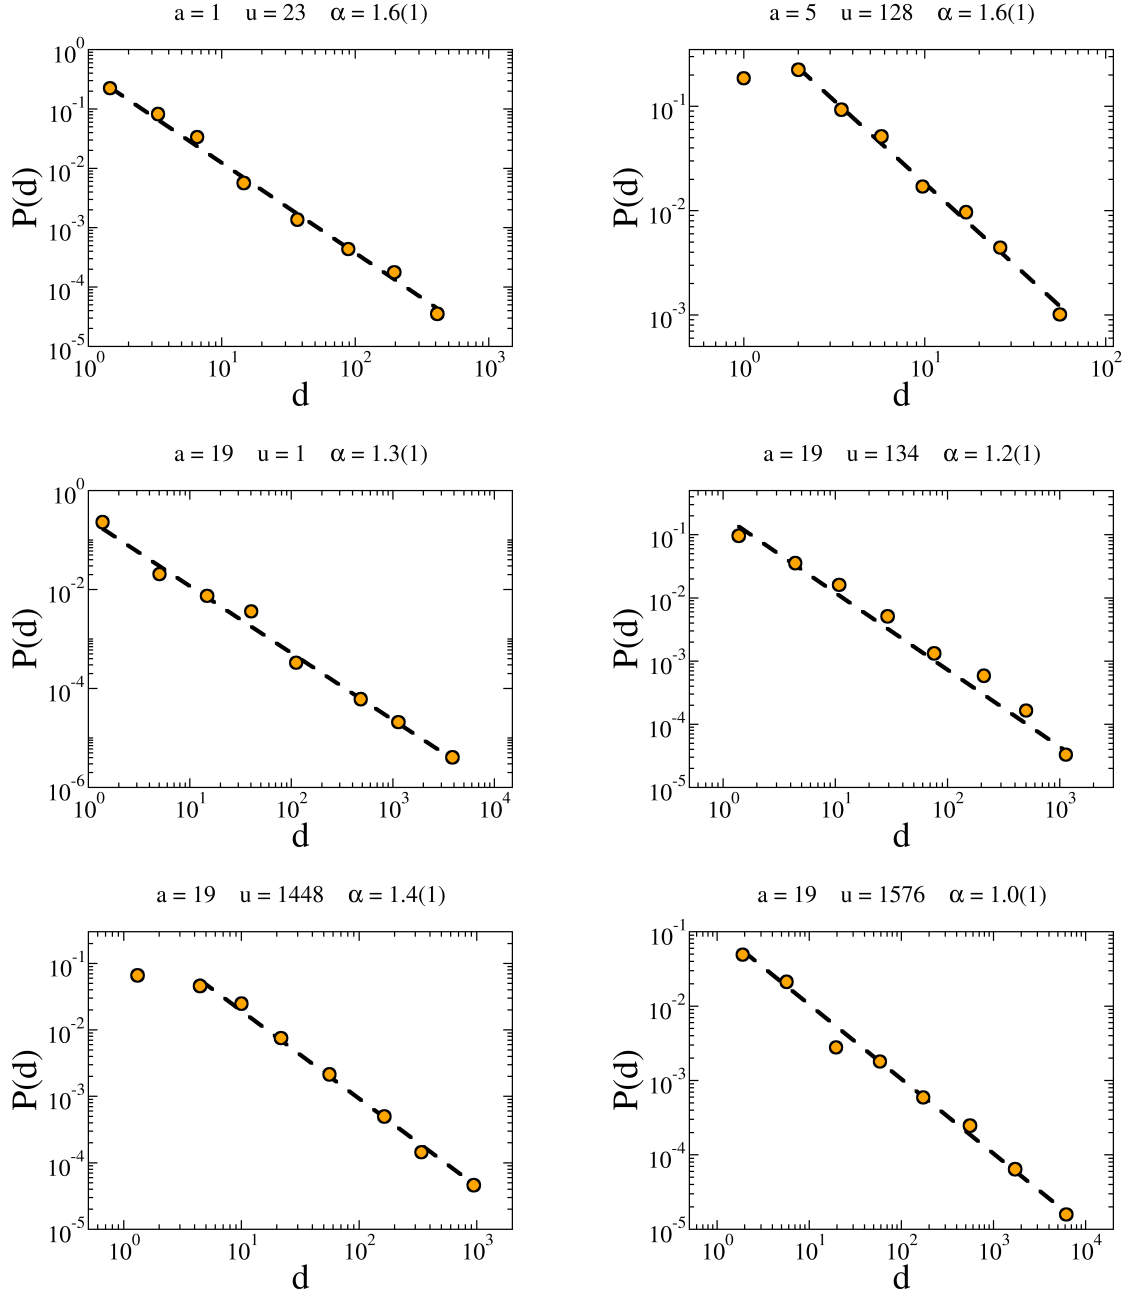 a = 1 u = 23 α = 1.6(1)
P(d)
10^0
10^-1
10^-2
10^-3
10^-4
10^-5
10^0 10^1 10^2 10^3
d
a = 5 u = 128 α = 1.6(1)
P(d)
10^-1
10^-2
10^-3
10^0 10^1 10^2
d
a = 19 u = 1 α = 1.3(1)
P(d)
10^0
10^-2
10^-4
10^-6
10^0 10^1 10^2 10^3 10^4
d
a = 19 u = 134 α = 1.2(1)
P(d)
10^-1
10^-2
10^-3
10^-4
10^-5
10^0 10^1 10^2 10^3
d
a = 19 u = 1448 α = 1.4(1)
P(d)
10^-1
10^-2
10^-3
10^-4
10^-5
10^0 10^1 10^2 10^3
d
a = 19 u = 1576 α = 1.0(1)
P(d)
10^-1
10^-2
10^-3
10^-4
10^-5
10^0 10^1 10^2 10^3 10^4
d